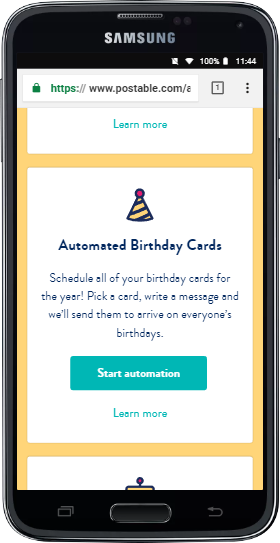 SAMSUNG
100% 11:44
https:// www.postable.com/a
1
Learn more
Automated Birthday Cards
Schedule all of your birthday cards for
the year! Pick a card, write a message and
we'll send them to arrive on everyone's
birthdays.
Start automation
Learn more